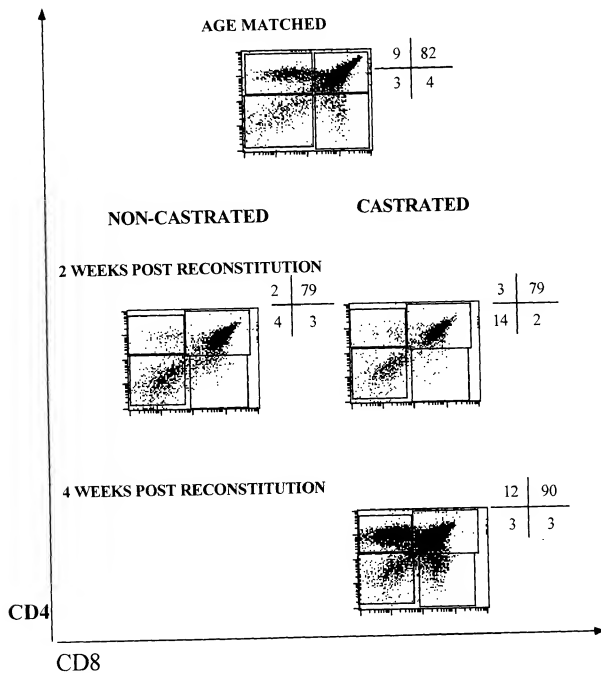 AGE MATCHED
9 82
3 4
NON-CASTRATED
CASTRATED
2 WEEKS POST RECONSTITUTION
2 79
4 3
3 79
14 2
4 WEEKS POST RECONSTITUTION
12 90
3 3
CD4
CD8